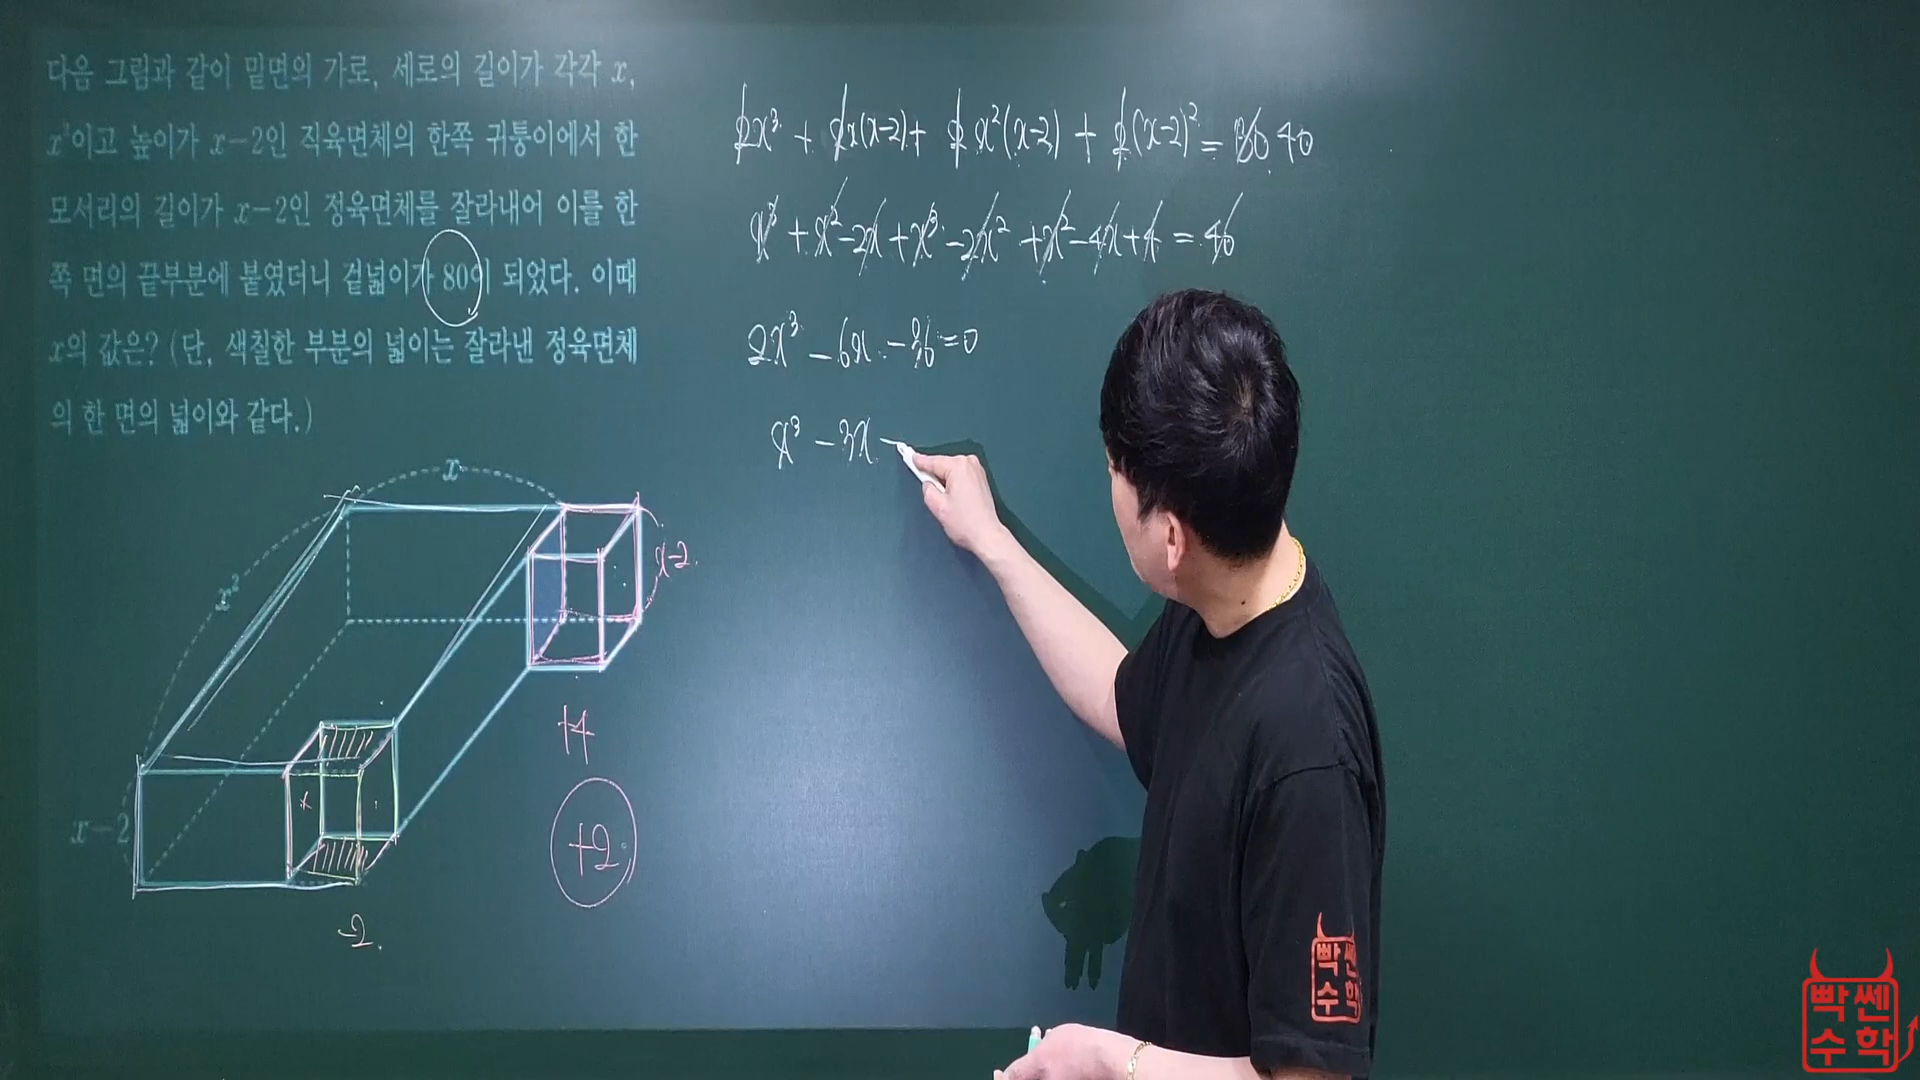 다음 그림과 같이 밑면의 가로, 세로의 길이가 각각 x,
x²이고 높이가 x-2인 직육면체의 한쪽 귀퉁이에서 한
모서리의 길이가 x-2인 정육면체를 잘라내어 이를 한
쪽 면의 끝부분에 붙였더니 겉넓이가 80이 되었다. 이때
x의 값은? (단, 색칠한 부분의 넓이는 잘라낸 정육면체
의 한 면의 넓이와 같다.)
x
x²
x-2
x-2
+4
+2
-2
2x³ + 2x(x-2) + 2x²(x-2) + 2(x-2)² = 80 40
x³ + x² -2x + x³ -2x² + x² -4x + 4 = 40
2x³ - 6x - 36 = 0
x³ - 3x -
빡쎈
수학
빡쎈
수학